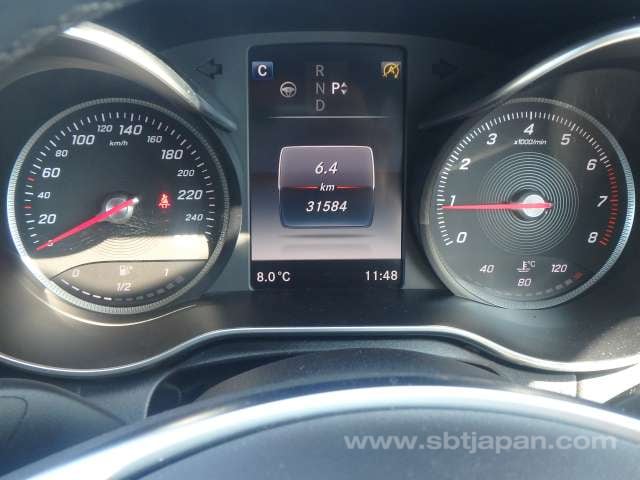 C
R
N P
D
6.4
km
31584
8.0 °C 11:48
0 20 40 60 80 100 120 140 160 180 200 220 240
km/h
0 1/2 1
0 1 2 3 4 5 6 7 8
x1000/min
40 80 120
°C
www.sbtjapan.com